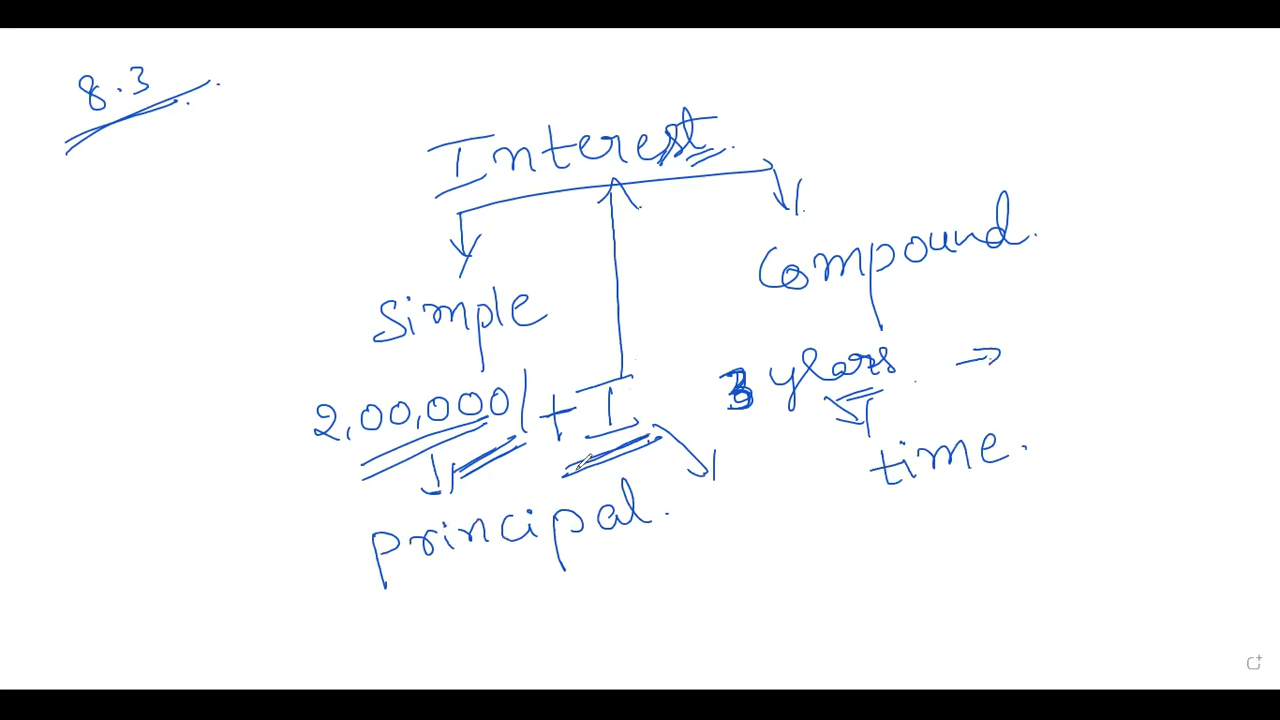 8.3
Interest.
Simple
Compound.
2,00,000/ + I
3 years →
principal.
time.